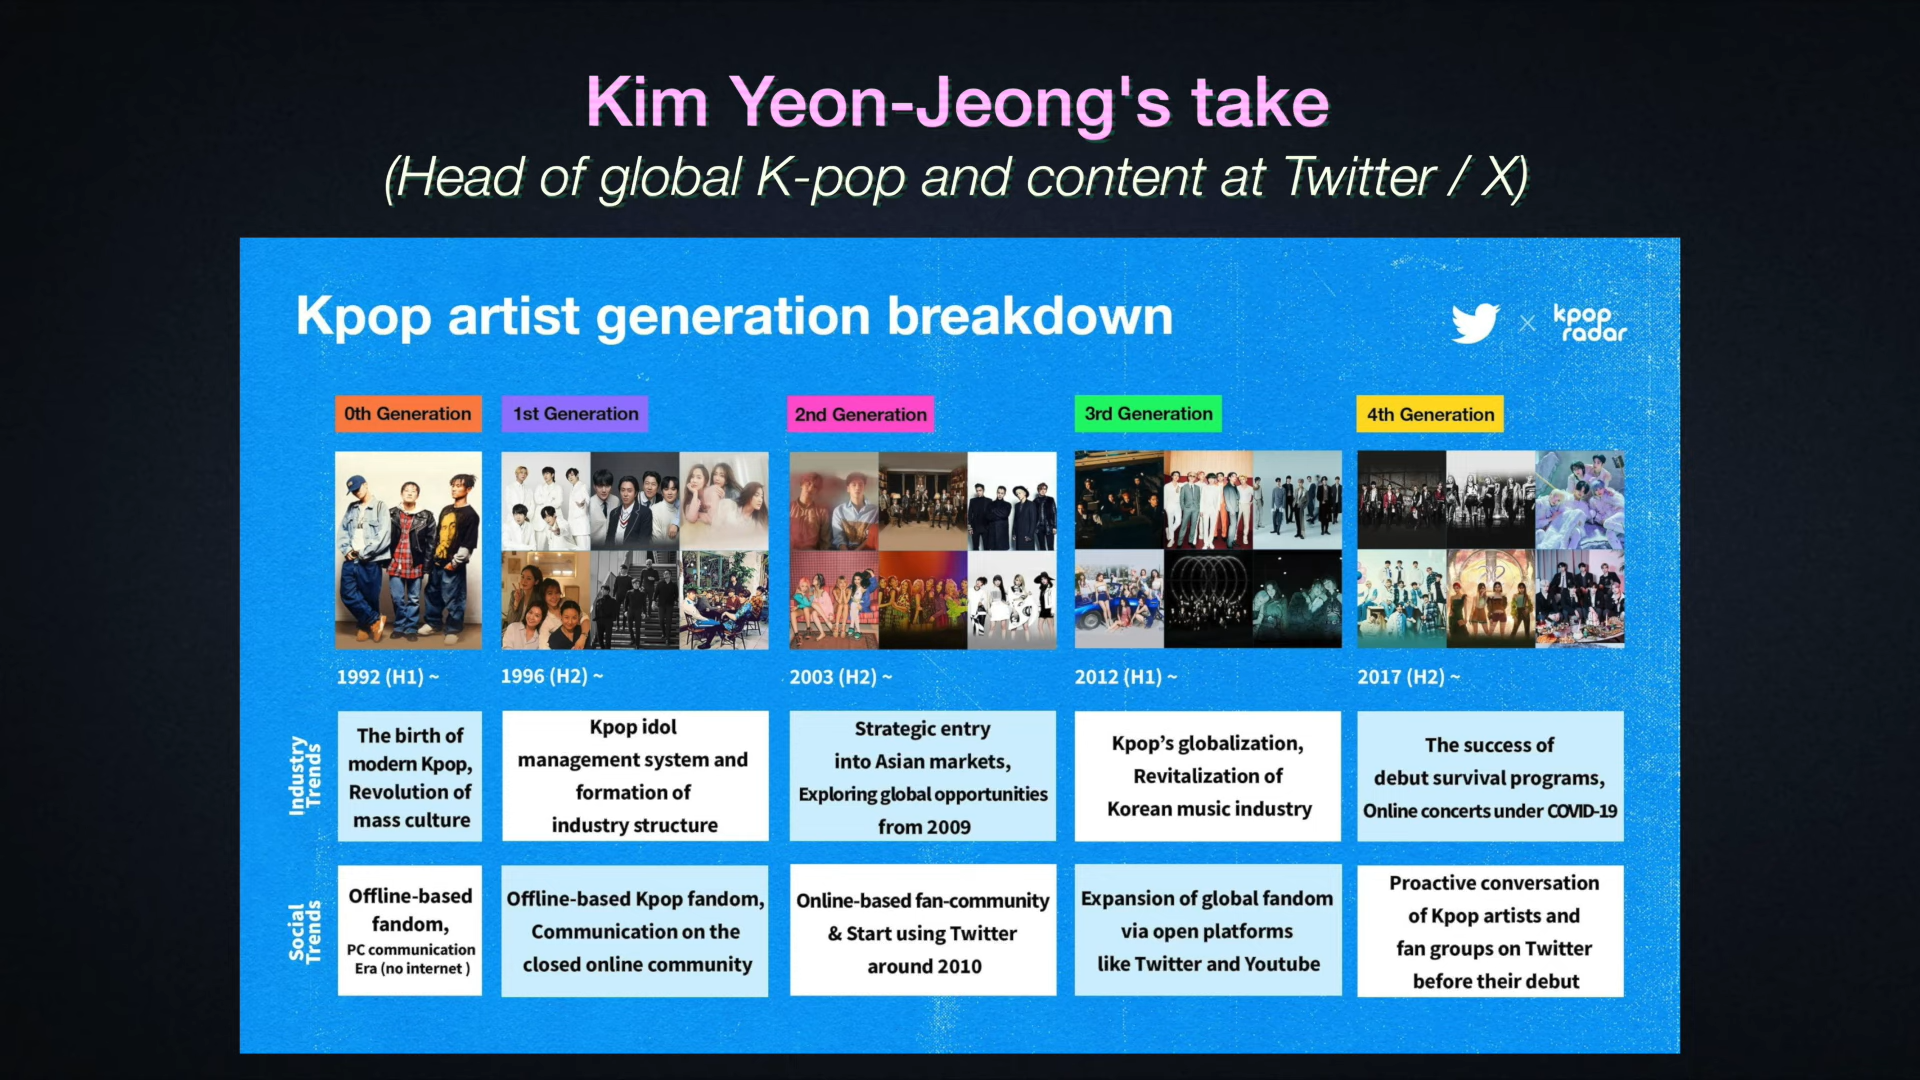 Kim Yeon-Jeong's take
(Head of global K-pop and content at Twitter / X)
Kpop artist generation breakdown
kpop
radar
0th Generation
1st Generation
2nd Generation
3rd Generation
4th Generation
1992 (H1) ~
1996 (H2) ~
2003 (H2) ~
2012 (H1) ~
2017 (H2) ~
Industry
Trends
The birth of
modern Kpop,
Revolution of
mass culture
Kpop idol
management system and
formation of
industry structure
Strategic entry
into Asian markets,
Exploring global opportunities
from 2009
Kpop’s globalization,
Revitalization of
Korean music industry
The success of
debut survival programs,
Online concerts under COVID-19
Social
Trends
Offline-based
fandom,
PC communication
Era (no internet )
Offline-based Kpop fandom,
Communication on the
closed online community
Online-based fan-community
& Start using Twitter
around 2010
Expansion of global fandom
via open platforms
like Twitter and Youtube
Proactive conversation
of Kpop artists and
fan groups on Twitter
before their debut